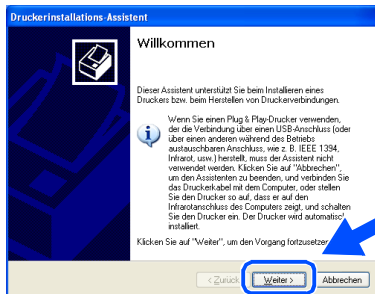 Druckerinstallations-Assistent
Willkommen
Dieser Assistent unterstützt Sie beim Installieren eines
Druckers bzw. beim Herstellen von Druckerverbindungen.
Wenn Sie einen Plug & Play-Drucker verwenden,
der die Verbindung über einen USB-Anschluss (oder
über einen anderen während des Betriebs
austauschbaren Anschluss, wie z. B. IEEE 1394,
Infrarot, usw.) herstellt, muss der Assistent nicht
verwendet werden. Klicken Sie auf "Abbrechen",
um den Assistenten zu beenden, und verbinden Sie
das Druckerkabel mit dem Computer, oder stellen
Sie den Drucker so auf, dass er auf den
Infrarotanschluss des Computers zeigt, und schalten
Sie den Drucker ein. Der Drucker wird automatisch
installiert.
Klicken Sie auf "Weiter", um den Vorgang fortzusetzen
< Zurück Weiter > Abbrechen